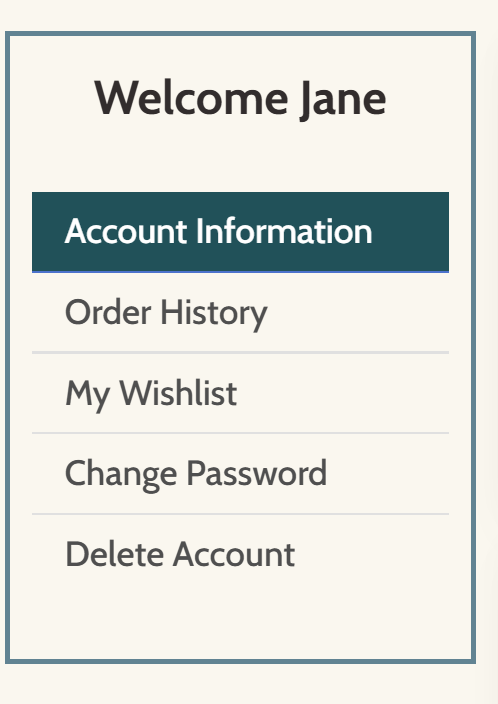 Welcome Jane
Account Information
Order History
My Wishlist
Change Password
Delete Account